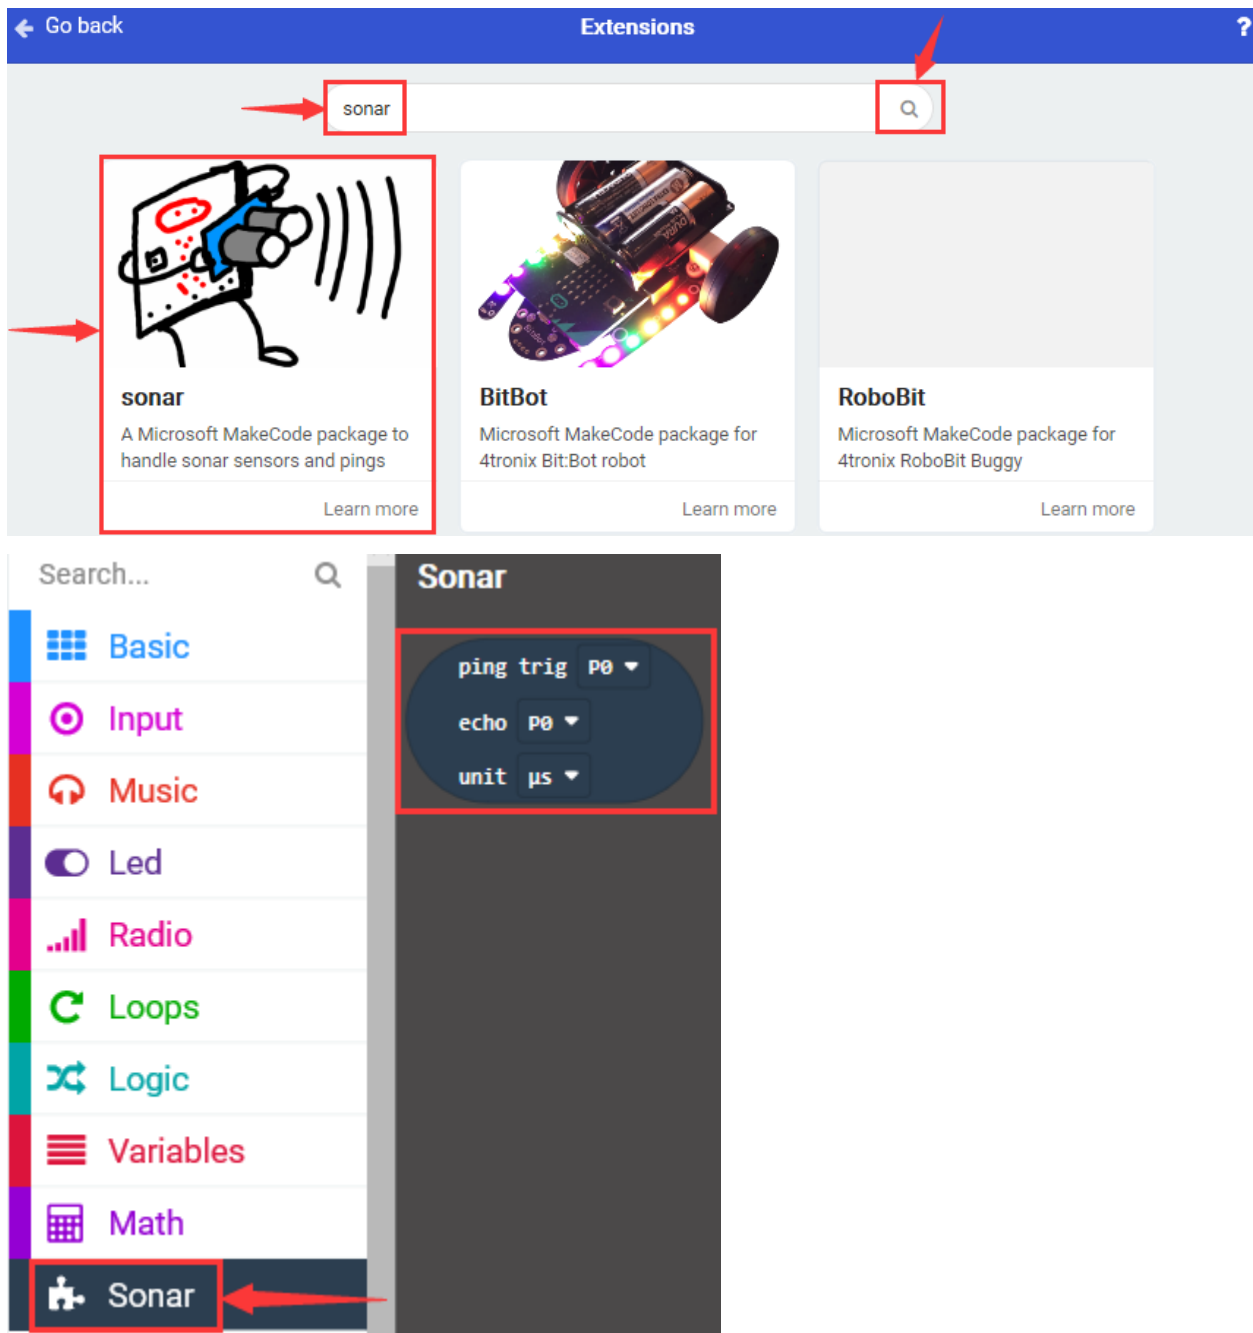 Go back
Extensions
?
sonar
sonar
A Microsoft MakeCode package to
handle sonar sensors and pings
Learn more
BitBot
Microsoft MakeCode package for
4tronix Bit:Bot robot
Learn more
RoboBit
Microsoft MakeCode package for
4tronix RoboBit Buggy
Learn more
Search...
Basic
Input
Music
Led
Radio
Loops
Logic
Variables
Math
Sonar
Sonar
ping trig P0
echo P0
unit µs